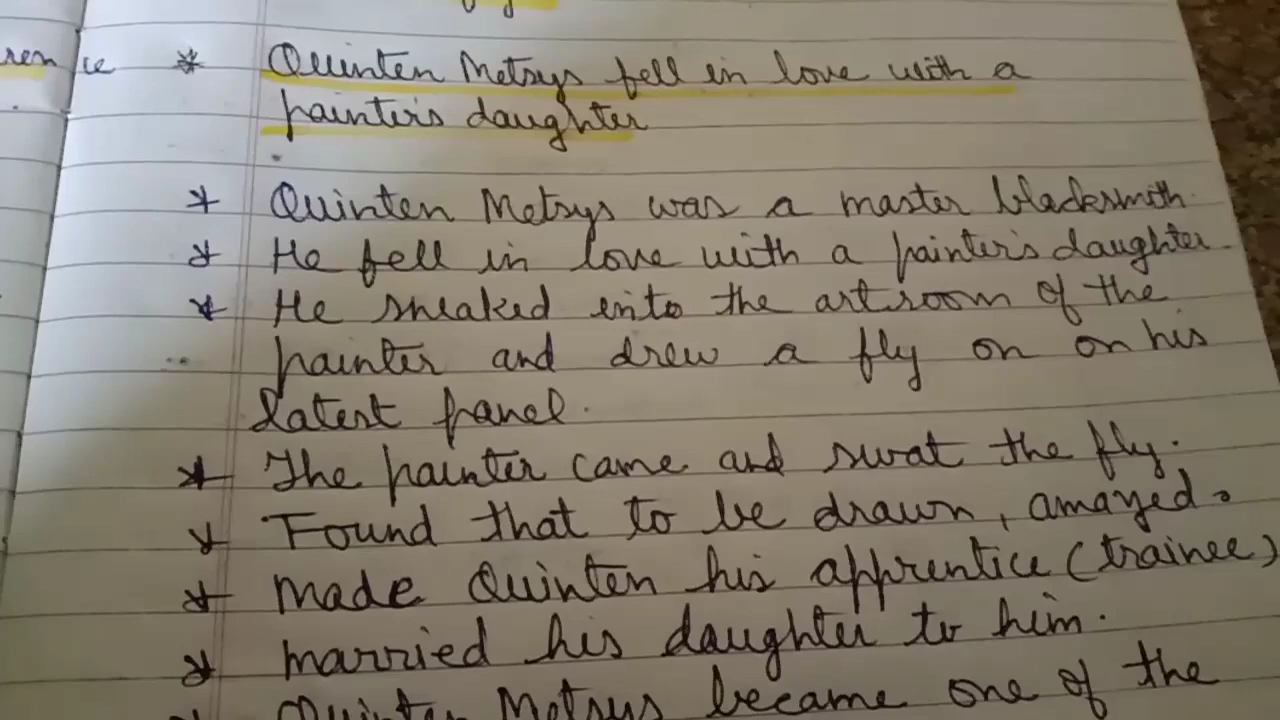 * Quinten Metsys fell in love with a
painter's daughter
* Quinten Metsys was a master blacksmith.
* He fell in love with a painter's daughter.
* He sneaked into the artroom of the
painter and drew a fly on on his
latest panel.
* The painter came and swat the fly.
* Found that to be drawn, amazed.
* Made Quinten his apprentice (trainee)
* married his daughter to him.
Quinten Metsys became one of the